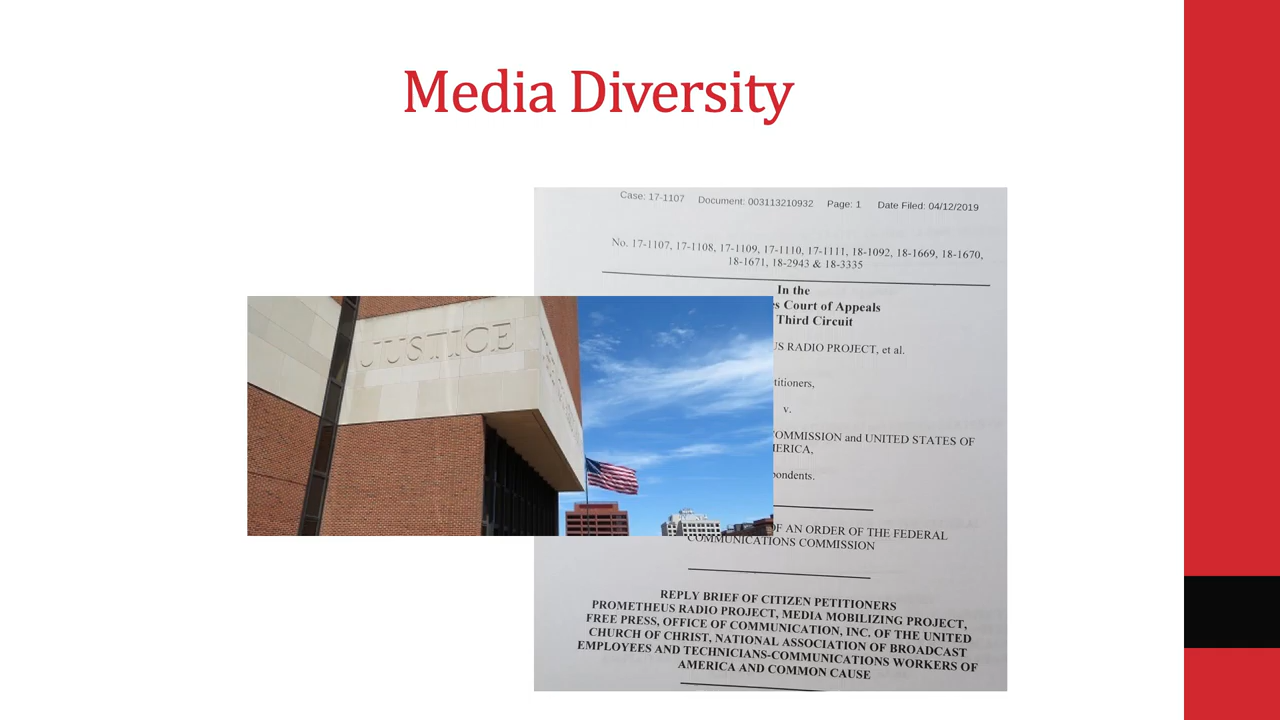 Media Diversity
Case: 17-1107 Document: 003113210932 Page: 1 Date Filed: 04/12/2019
No. 17-1107, 17-1108, 17-1109, 17-1110, 17-1111, 18-1092, 18-1669, 18-1670,
18-1671, 18-2943 & 18-3335
In the
es Court of Appeals
Third Circuit
US RADIO PROJECT, et al.
titioners,
v.
OMMISSION and UNITED STATES OF
ERICA,
pondents.
OF AN ORDER OF THE FEDERAL
COMMUNICATIONS COMMISSION
REPLY BRIEF OF CITIZEN PETITIONERS
PROMETHEUS RADIO PROJECT, MEDIA MOBILIZING PROJECT,
FREE PRESS, OFFICE OF COMMUNICATION, INC. OF THE UNITED
CHURCH OF CHRIST, NATIONAL ASSOCIATION OF BROADCAST
EMPLOYEES AND TECHNICIANS-COMMUNICATIONS WORKERS OF
AMERICA AND COMMON CAUSE
JUSTICE